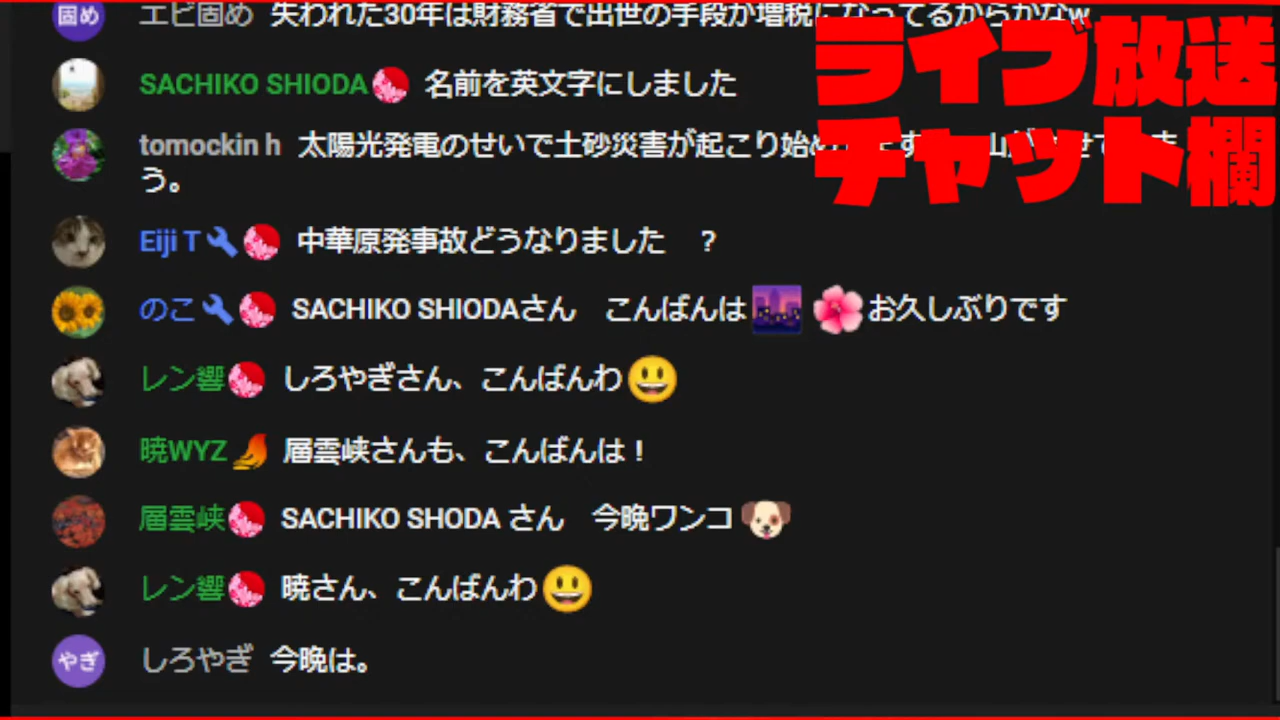 固め エビ固め 失われた30年は財務省で出世の手段が増税になってるからかなw
ライブ放送
チャット欄
SACHIKO SHIODA 名前を英文字にしました
tomockin h 太陽光発電のせいで土砂災害が起こり始め
う。
Eiji T 中華原発事故どうなりました ?
のこ SACHIKO SHIODAさん こんばんは お久しぶりです
レン響 しろやぎさん、こんばんわ
暁WYZ 層雲峡さんも、こんばんは!
層雲峡 SACHIKO SHODA さん 今晩ワンコ
レン響 暁さん、こんばんわ
やぎ しろやぎ 今晩は。